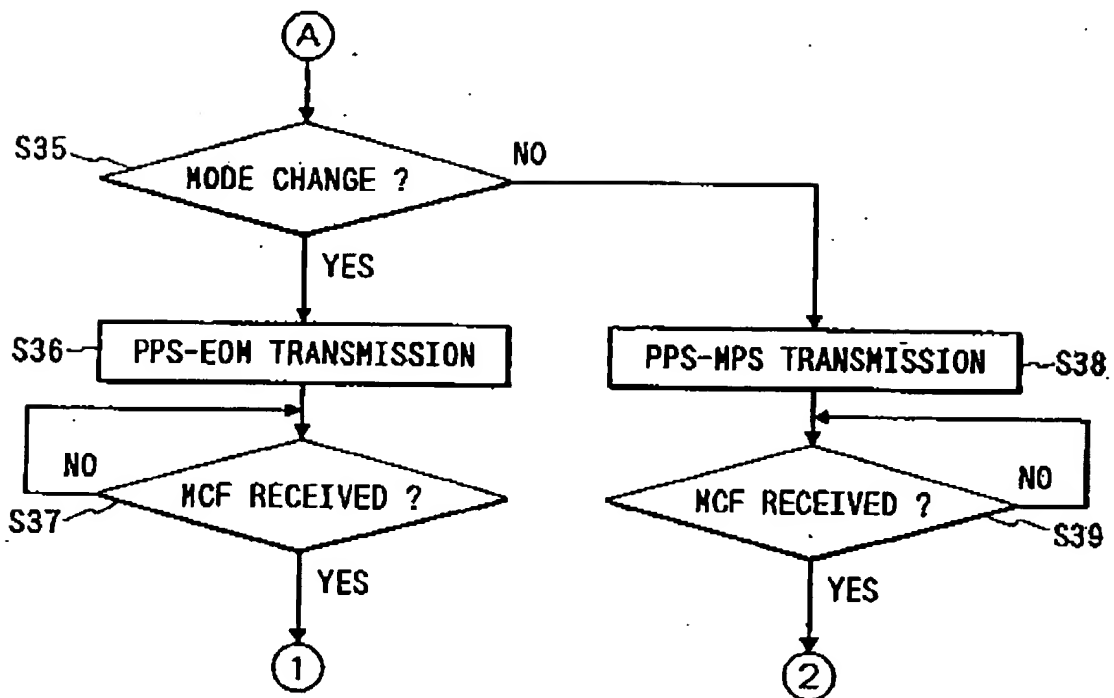 A
S35
MODE CHANGE ?
NO
YES
S36
PPS-EOM TRANSMISSION
PPS-MPS TRANSMISSION
S38
NO
MCF RECEIVED ?
S37
MCF RECEIVED ?
NO
S39
YES
YES
1
2